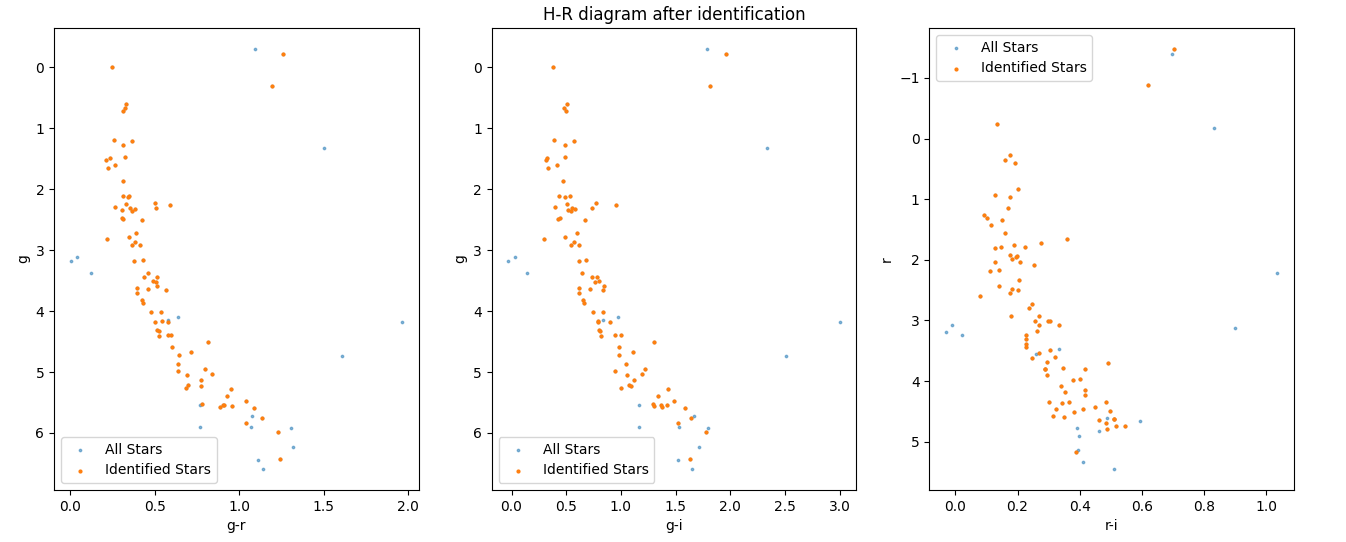 H-R diagram after identification
0
1
2
3
4
5
6
g
0.0 0.5 1.0 1.5 2.0
g-r
All Stars
Identified Stars
0
1
2
3
4
5
6
g
0.0 0.5 1.0 1.5 2.0 2.5 3.0
g-i
All Stars
Identified Stars
−1
0
1
2
3
4
5
r
0.0 0.2 0.4 0.6 0.8 1.0
r-i
All Stars
Identified Stars